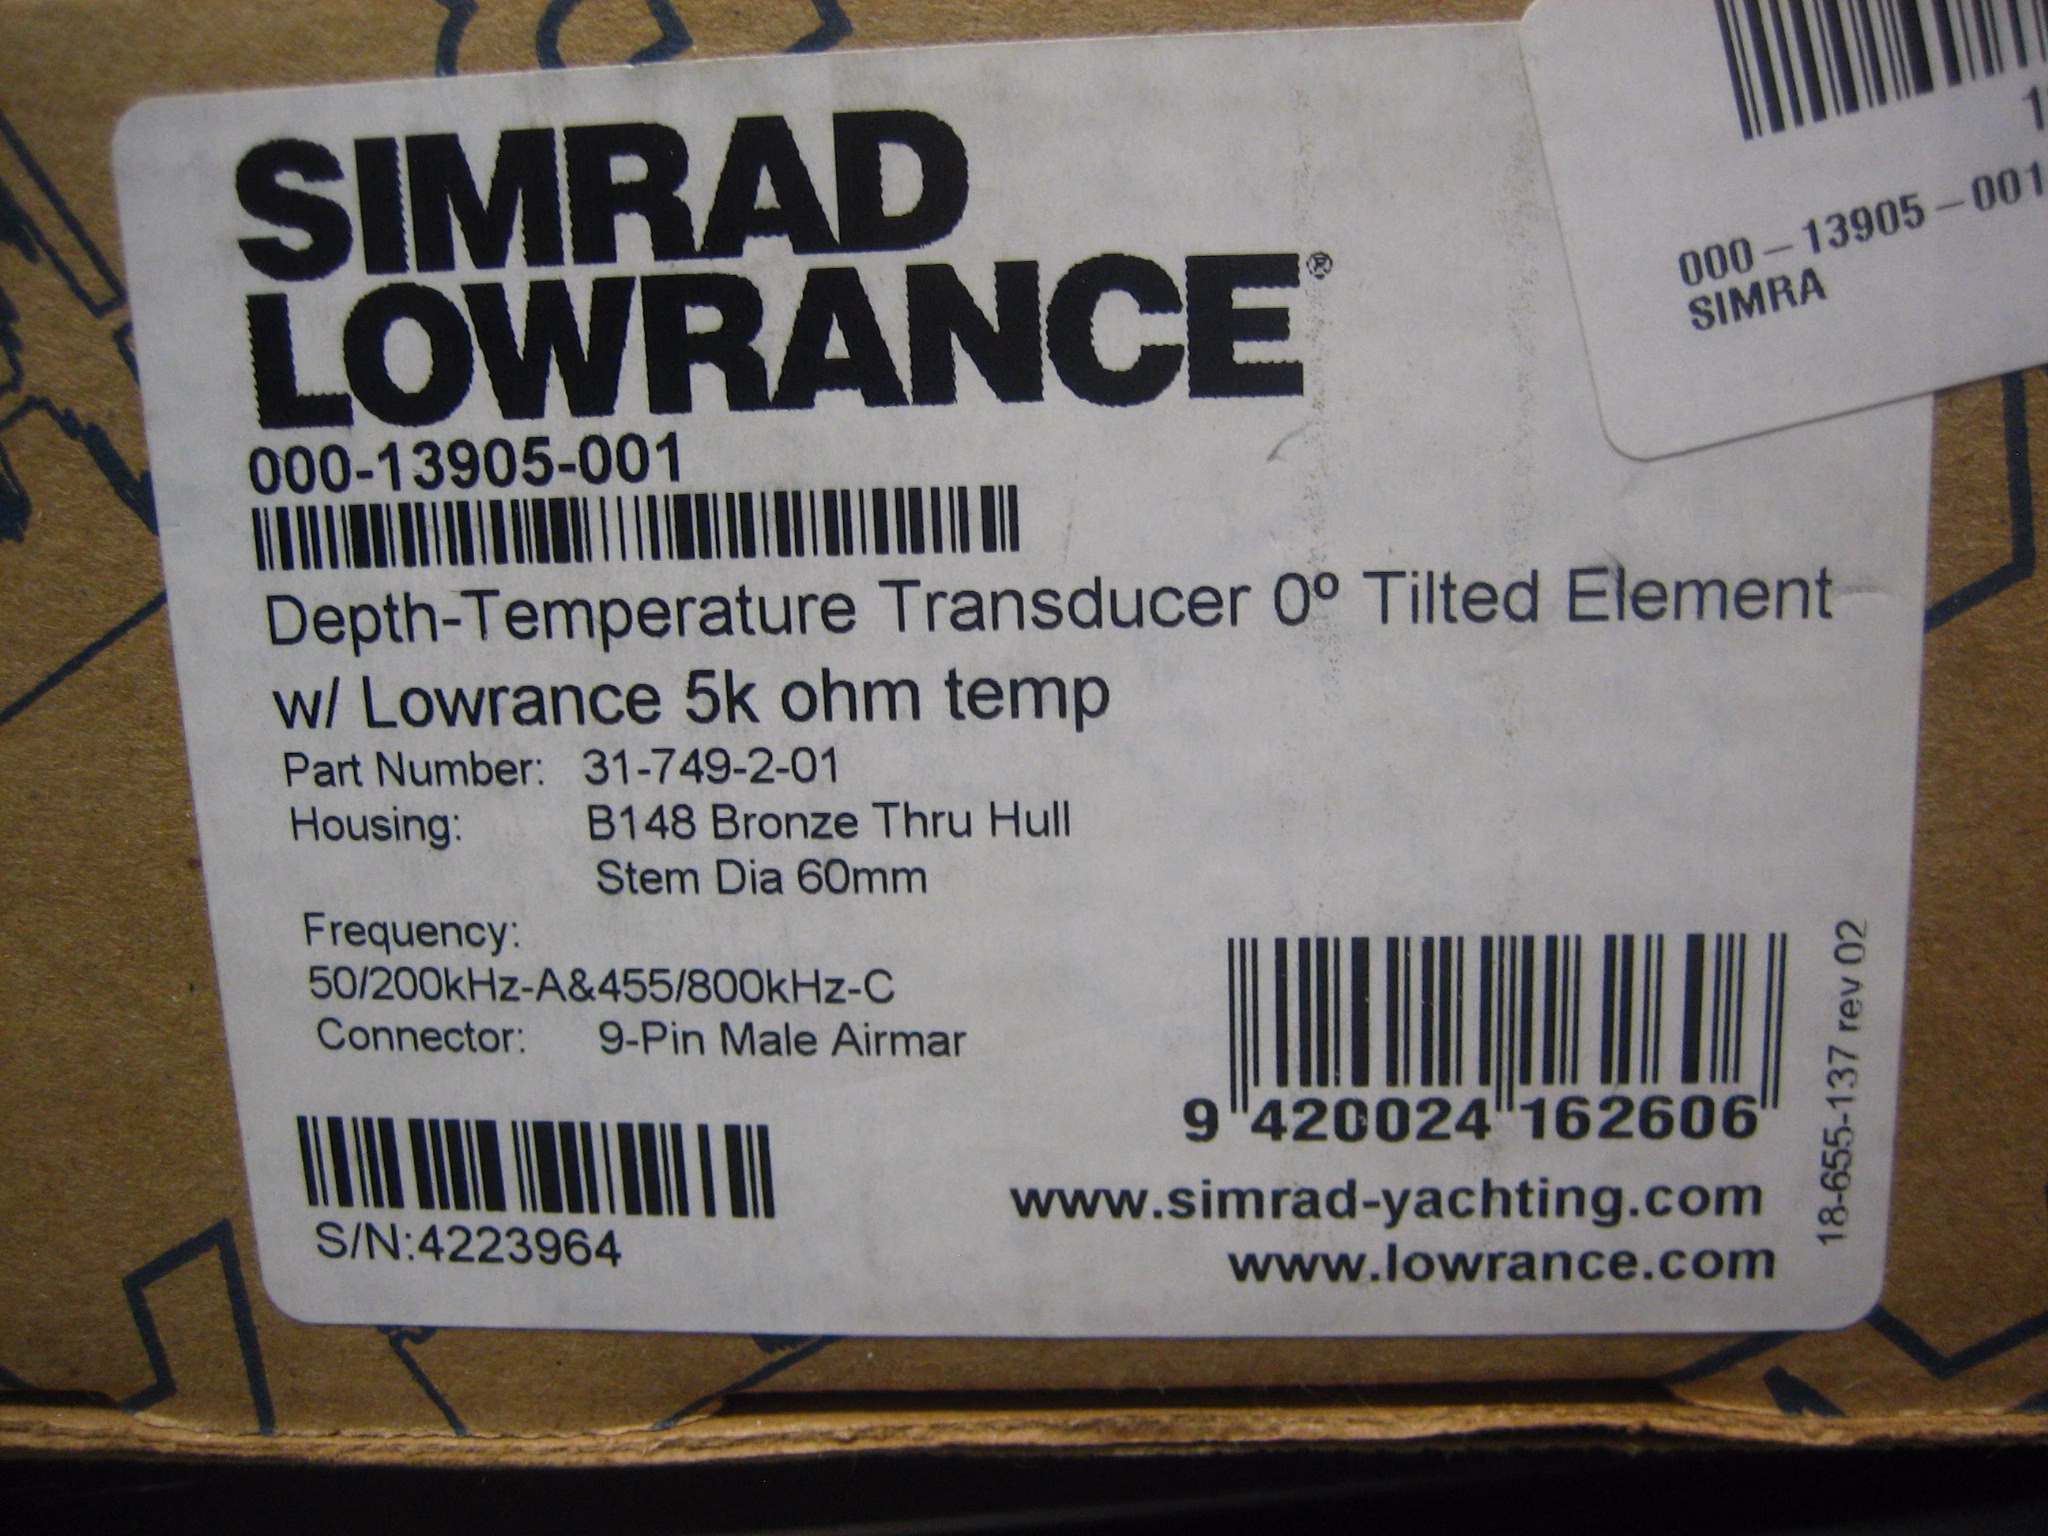 SIMRAD
LOWRANCE®
000-13905-001
Depth-Temperature Transducer 0º Tilted Element
w/ Lowrance 5k ohm temp
Part Number: 31-749-2-01
Housing: B148 Bronze Thru Hull
Stem Dia 60mm
Frequency:
50/200kHz-A&455/800kHz-C
Connector: 9-Pin Male Airmar
S/N:4223964
9 420024 162606
www.simrad-yachting.com
www.lowrance.com
18-655-137 rev 02
000-13905-001
SIMRA